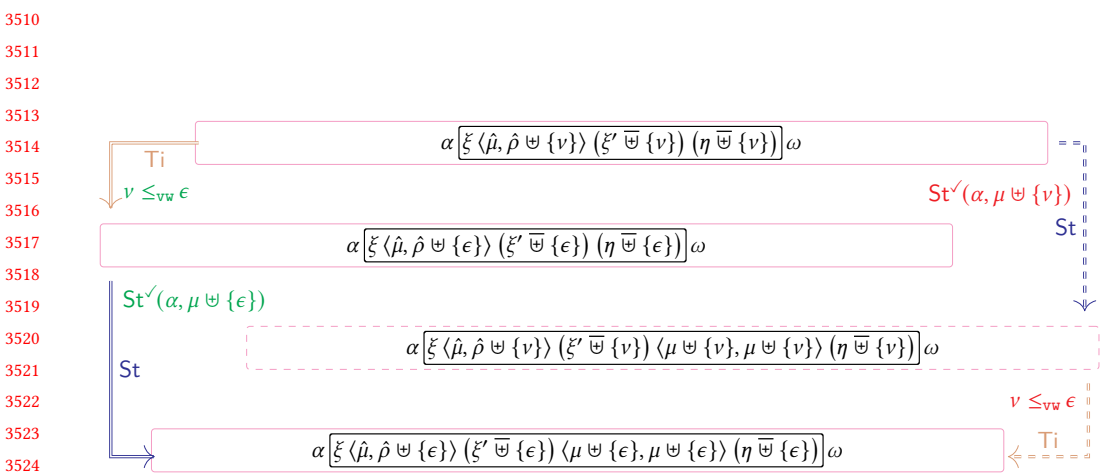 3510
3511
3512
3513
3514 α ξ ⟨μ̂, ρ̂ ⊎ {ν}⟩ (ξ′ ⊎̅ {ν}) (η ⊎̅ {ν}) ω
Ti
3515 ν ≤vw ϵ St✓(α, μ ⊎ {ν})
3516
St
3517 α ξ ⟨μ̂, ρ̂ ⊎ {ϵ}⟩ (ξ′ ⊎̅ {ϵ}) (η ⊎̅ {ϵ}) ω
3518
3519 St✓(α, μ ⊎ {ϵ})
3520 α ξ ⟨μ̂, ρ̂ ⊎ {ν}⟩ (ξ′ ⊎̅ {ν}) ⟨μ ⊎ {ν}, μ ⊎ {ν}⟩ (η ⊎̅ {ν}) ω
3521 St
3522 ν ≤vw ϵ
3523 Ti
3524 α ξ ⟨μ̂, ρ̂ ⊎ {ϵ}⟩ (ξ′ ⊎̅ {ϵ}) ⟨μ ⊎ {ϵ}, μ ⊎ {ϵ}⟩ (η ⊎̅ {ϵ}) ω